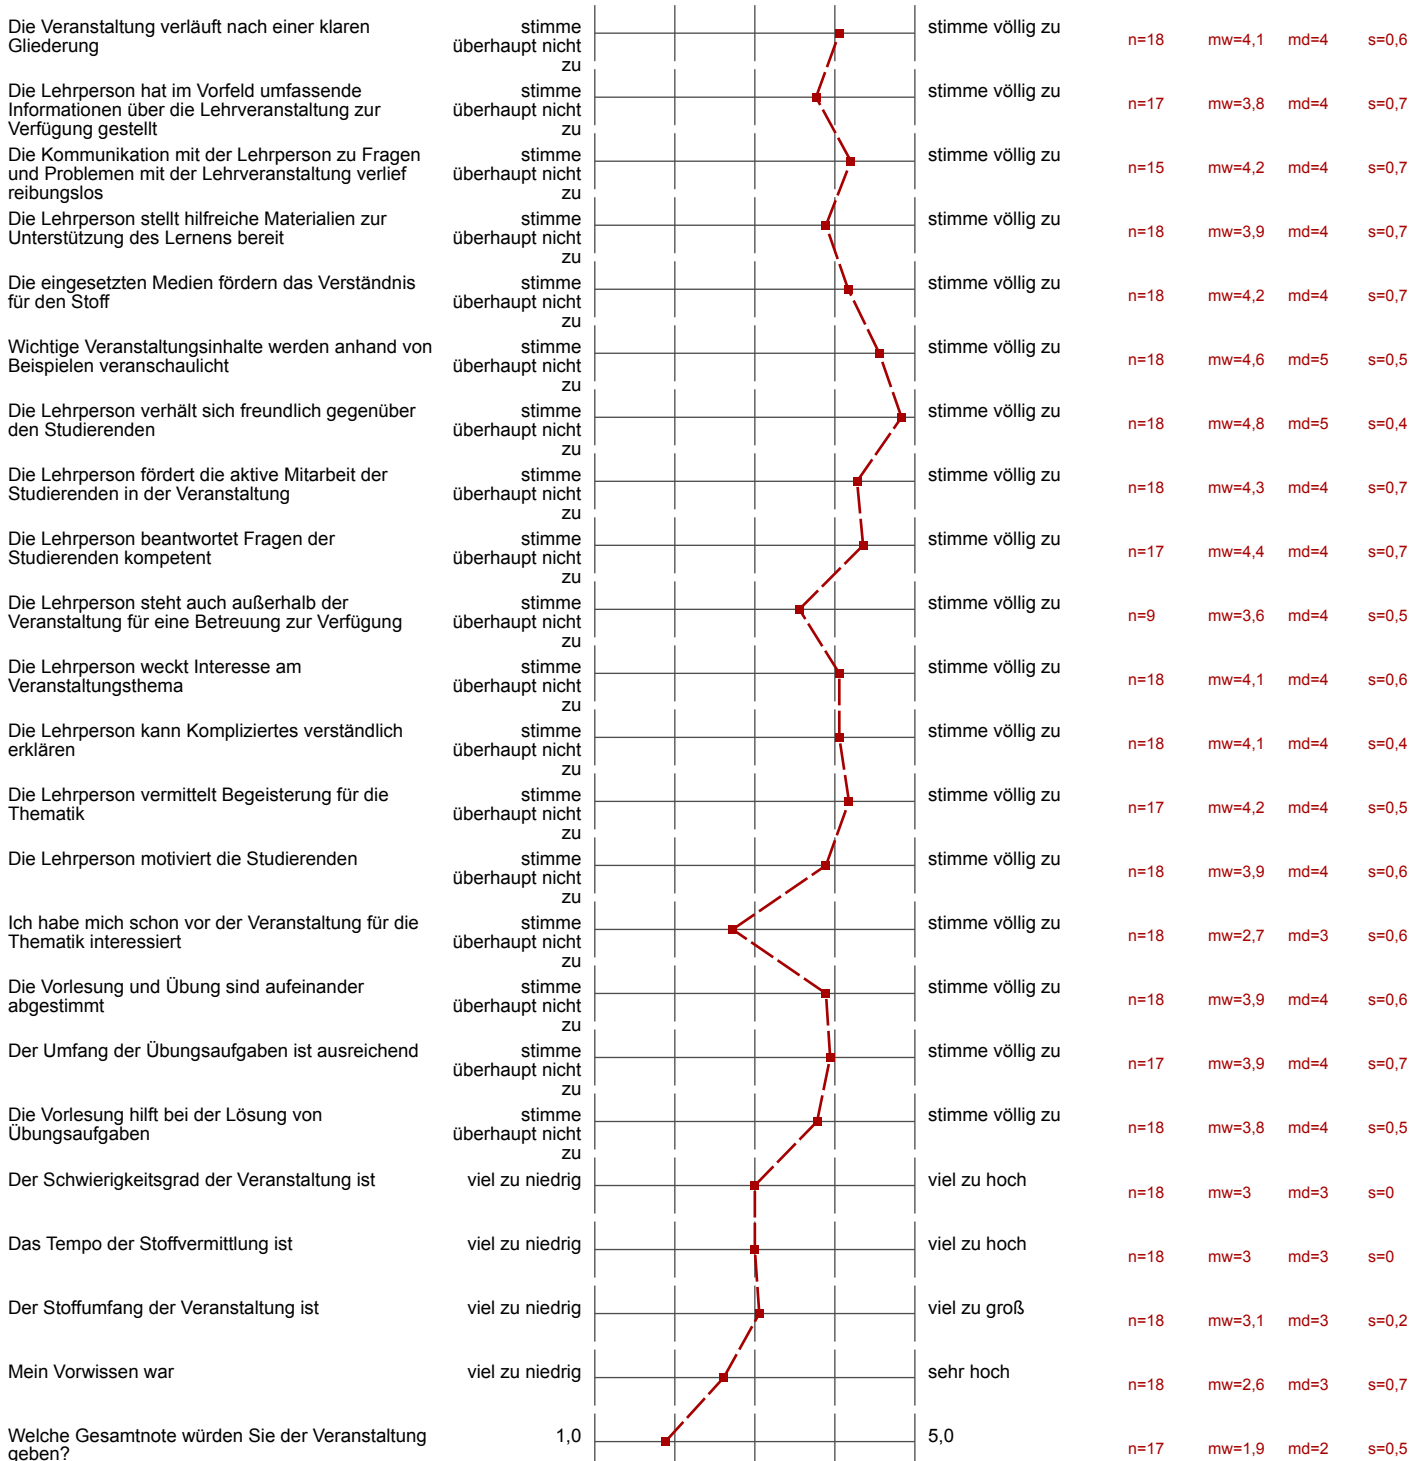 Die Veranstaltung verläuft nach einer klaren
Gliederung
stimme
überhaupt nicht
zu
stimme völlig zu
n=18 mw=4,1 md=4 s=0,6
Die Lehrperson hat im Vorfeld umfassende
Informationen über die Lehrveranstaltung zur
Verfügung gestellt
stimme
überhaupt nicht
zu
stimme völlig zu
n=17 mw=3,8 md=4 s=0,7
Die Kommunikation mit der Lehrperson zu Fragen
und Problemen mit der Lehrveranstaltung verlief
reibungslos
stimme
überhaupt nicht
zu
stimme völlig zu
n=15 mw=4,2 md=4 s=0,7
Die Lehrperson stellt hilfreiche Materialien zur
Unterstützung des Lernens bereit
stimme
überhaupt nicht
zu
stimme völlig zu
n=18 mw=3,9 md=4 s=0,7
Die eingesetzten Medien fördern das Verständnis
für den Stoff
stimme
überhaupt nicht
zu
stimme völlig zu
n=18 mw=4,2 md=4 s=0,7
Wichtige Veranstaltungsinhalte werden anhand von
Beispielen veranschaulicht
stimme
überhaupt nicht
zu
stimme völlig zu
n=18 mw=4,6 md=5 s=0,5
Die Lehrperson verhält sich freundlich gegenüber
den Studierenden
stimme
überhaupt nicht
zu
stimme völlig zu
n=18 mw=4,8 md=5 s=0,4
Die Lehrperson fördert die aktive Mitarbeit der
Studierenden in der Veranstaltung
stimme
überhaupt nicht
zu
stimme völlig zu
n=18 mw=4,3 md=4 s=0,7
Die Lehrperson beantwortet Fragen der
Studierenden kompetent
stimme
überhaupt nicht
zu
stimme völlig zu
n=17 mw=4,4 md=4 s=0,7
Die Lehrperson steht auch außerhalb der
Veranstaltung für eine Betreuung zur Verfügung
stimme
überhaupt nicht
zu
stimme völlig zu
n=9 mw=3,6 md=4 s=0,5
Die Lehrperson weckt Interesse am
Veranstaltungsthema
stimme
überhaupt nicht
zu
stimme völlig zu
n=18 mw=4,1 md=4 s=0,6
Die Lehrperson kann Kompliziertes verständlich
erklären
stimme
überhaupt nicht
zu
stimme völlig zu
n=18 mw=4,1 md=4 s=0,4
Die Lehrperson vermittelt Begeisterung für die
Thematik
stimme
überhaupt nicht
zu
stimme völlig zu
n=17 mw=4,2 md=4 s=0,5
Die Lehrperson motiviert die Studierenden
stimme
überhaupt nicht
zu
stimme völlig zu
n=18 mw=3,9 md=4 s=0,6
Ich habe mich schon vor der Veranstaltung für die
Thematik interessiert
stimme
überhaupt nicht
zu
stimme völlig zu
n=18 mw=2,7 md=3 s=0,6
Die Vorlesung und Übung sind aufeinander
abgestimmt
stimme
überhaupt nicht
zu
stimme völlig zu
n=18 mw=3,9 md=4 s=0,6
Der Umfang der Übungsaufgaben ist ausreichend
stimme
überhaupt nicht
zu
stimme völlig zu
n=17 mw=3,9 md=4 s=0,7
Die Vorlesung hilft bei der Lösung von
Übungsaufgaben
stimme
überhaupt nicht
zu
stimme völlig zu
n=18 mw=3,8 md=4 s=0,5
Der Schwierigkeitsgrad der Veranstaltung ist
viel zu niedrig
viel zu hoch
n=18 mw=3 md=3 s=0
Das Tempo der Stoffvermittlung ist
viel zu niedrig
viel zu hoch
n=18 mw=3 md=3 s=0
Der Stoffumfang der Veranstaltung ist
viel zu niedrig
viel zu groß
n=18 mw=3,1 md=3 s=0,2
Mein Vorwissen war
viel zu niedrig
sehr hoch
n=18 mw=2,6 md=3 s=0,7
Welche Gesamtnote würden Sie der Veranstaltung
geben?
1,0
5,0
n=17 mw=1,9 md=2 s=0,5